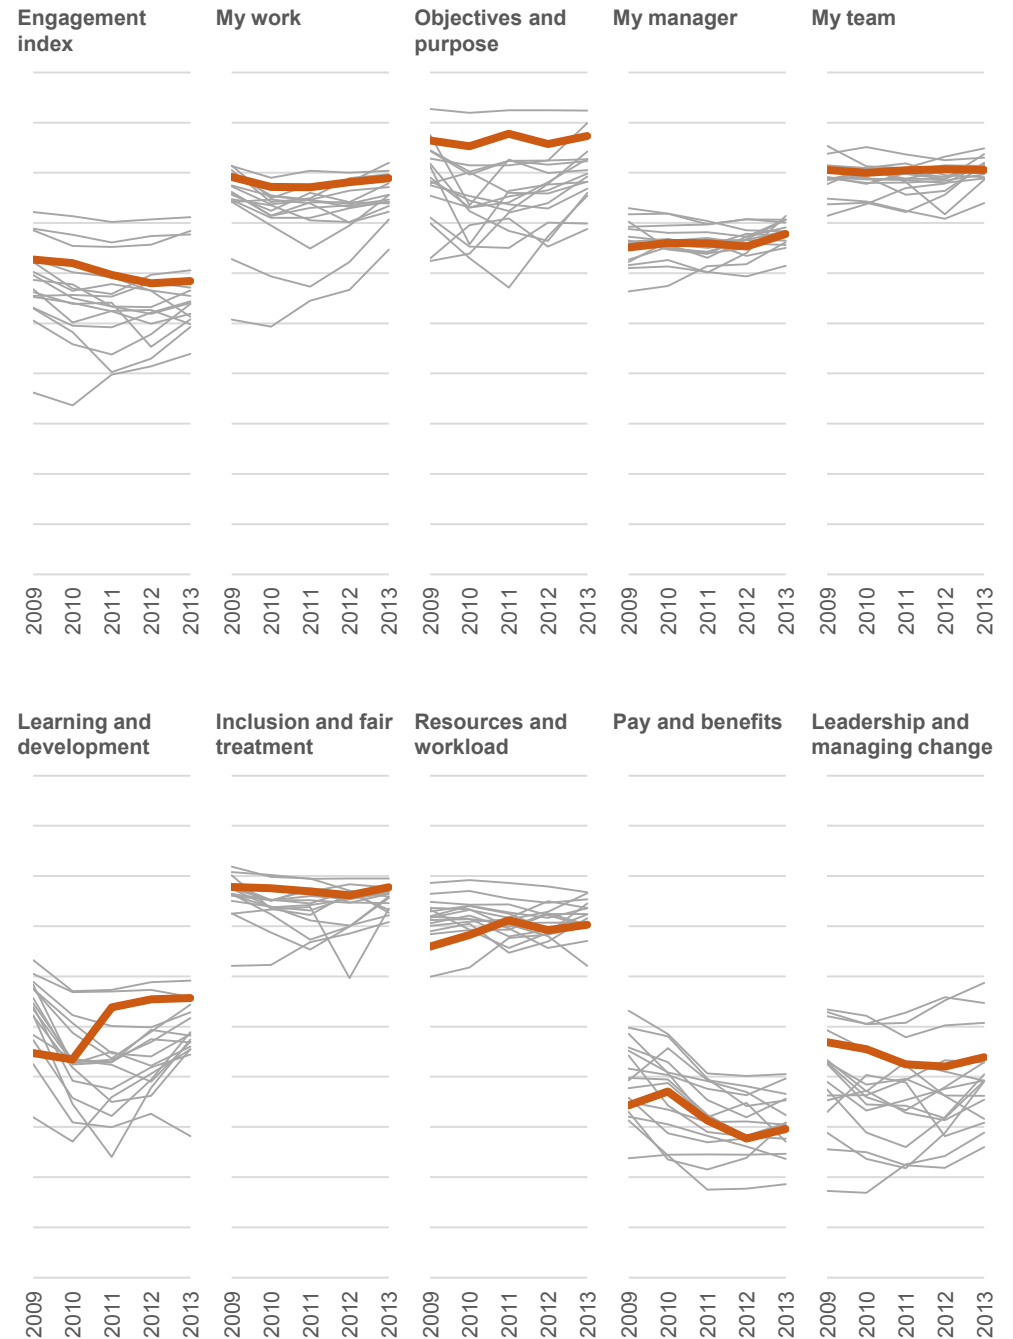 Engagement
index
My work
Objectives and
purpose
My manager
My team
2009 2010 2011 2012 2013
2009 2010 2011 2012 2013
2009 2010 2011 2012 2013
2009 2010 2011 2012 2013
2009 2010 2011 2012 2013
Learning and
development
Inclusion and fair
treatment
Resources and
workload
Pay and benefits
Leadership and
managing change
2009 2010 2011 2012 2013
2009 2010 2011 2012 2013
2009 2010 2011 2012 2013
2009 2010 2011 2012 2013
2009 2010 2011 2012 2013